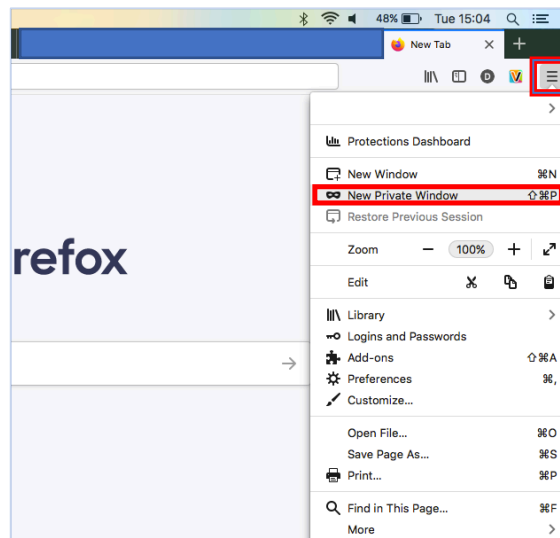 48% Tue 15:04
New Tab
D
Protections Dashboard
New Window ⌘N
New Private Window ⇧⌘P
Restore Previous Session
Zoom 100%
Edit
refox
Library
Logins and Passwords
Add-ons ⇧⌘A
Preferences ⌘,
Customize...
Open File... ⌘O
Save Page As... ⌘S
Print... ⌘P
Find in This Page... ⌘F
More